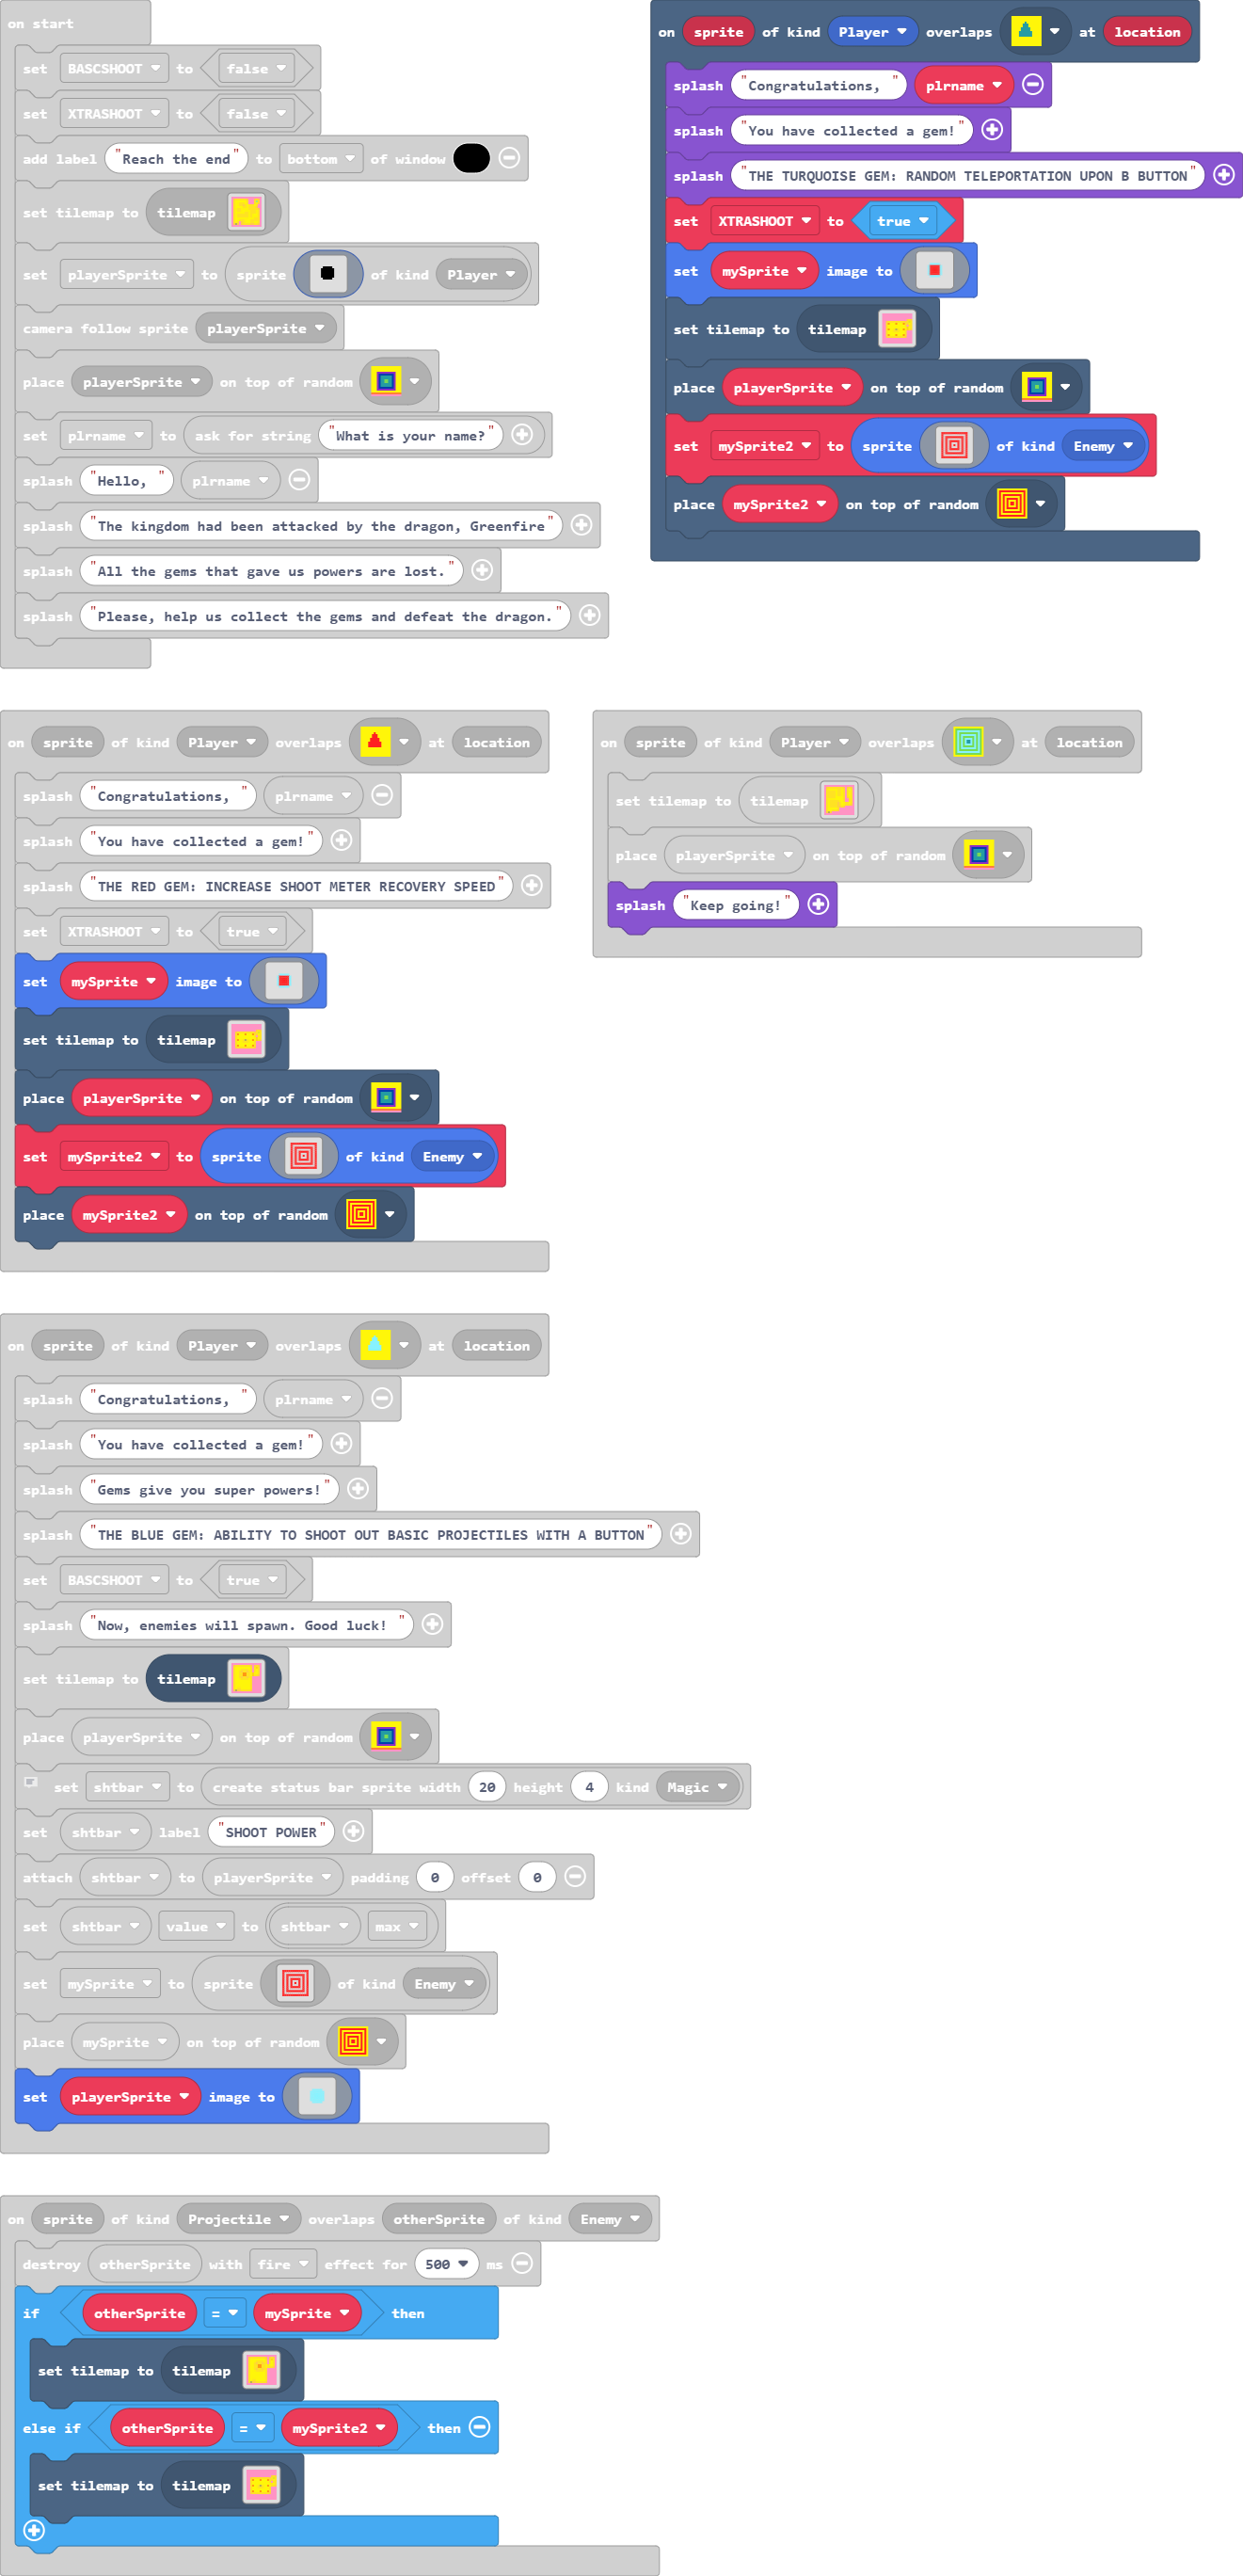 on start
set BASCSHOOT to false
set XTRASHOOT to false
add label "Reach the end" to bottom of window
set tilemap to tilemap
set playerSprite to sprite of kind Player
camera follow sprite playerSprite
place playerSprite on top of random
set plrname to ask for string "What is your name?"
splash "Hello, " plrname
splash "The kingdom had been attacked by the dragon, Greenfire"
splash "All the gems that gave us powers are lost."
splash "Please, help us collect the gems and defeat the dragon."
on sprite of kind Player overlaps at location
splash "Congratulations, " plrname
splash "You have collected a gem!"
splash "THE TURQUOISE GEM: RANDOM TELEPORTATION UPON B BUTTON"
set XTRASHOOT to true
set mySprite image to
set tilemap to tilemap
place playerSprite on top of random
set mySprite2 to sprite of kind Enemy
place mySprite2 on top of random
on sprite of kind Player overlaps at location
splash "Congratulations, " plrname
splash "You have collected a gem!"
splash "THE RED GEM: INCREASE SHOOT METER RECOVERY SPEED"
set XTRASHOOT to true
set mySprite image to
set tilemap to tilemap
place playerSprite on top of random
set mySprite2 to sprite of kind Enemy
place mySprite2 on top of random
on sprite of kind Player overlaps at location
set tilemap to tilemap
place playerSprite on top of random
splash "Keep going!"
on sprite of kind Player overlaps at location
splash "Congratulations, " plrname
splash "You have collected a gem!"
splash "Gems give you super powers!"
splash "THE BLUE GEM: ABILITY TO SHOOT OUT BASIC PROJECTILES WITH A BUTTON"
set BASCSHOOT to true
splash "Now, enemies will spawn. Good luck! "
set tilemap to tilemap
place playerSprite on top of random
set shtbar to create status bar sprite width 20 height 4 kind Magic
set shtbar label "SHOOT POWER"
attach shtbar to playerSprite padding 0 offset 0
set shtbar value to shtbar max
set mySprite to sprite of kind Enemy
place mySprite on top of random
set playerSprite image to
on sprite of kind Projectile overlaps otherSprite of kind Enemy
destroy otherSprite with fire effect for 500 ms
if otherSprite = mySprite then
set tilemap to tilemap
else if otherSprite = mySprite2 then
set tilemap to tilemap